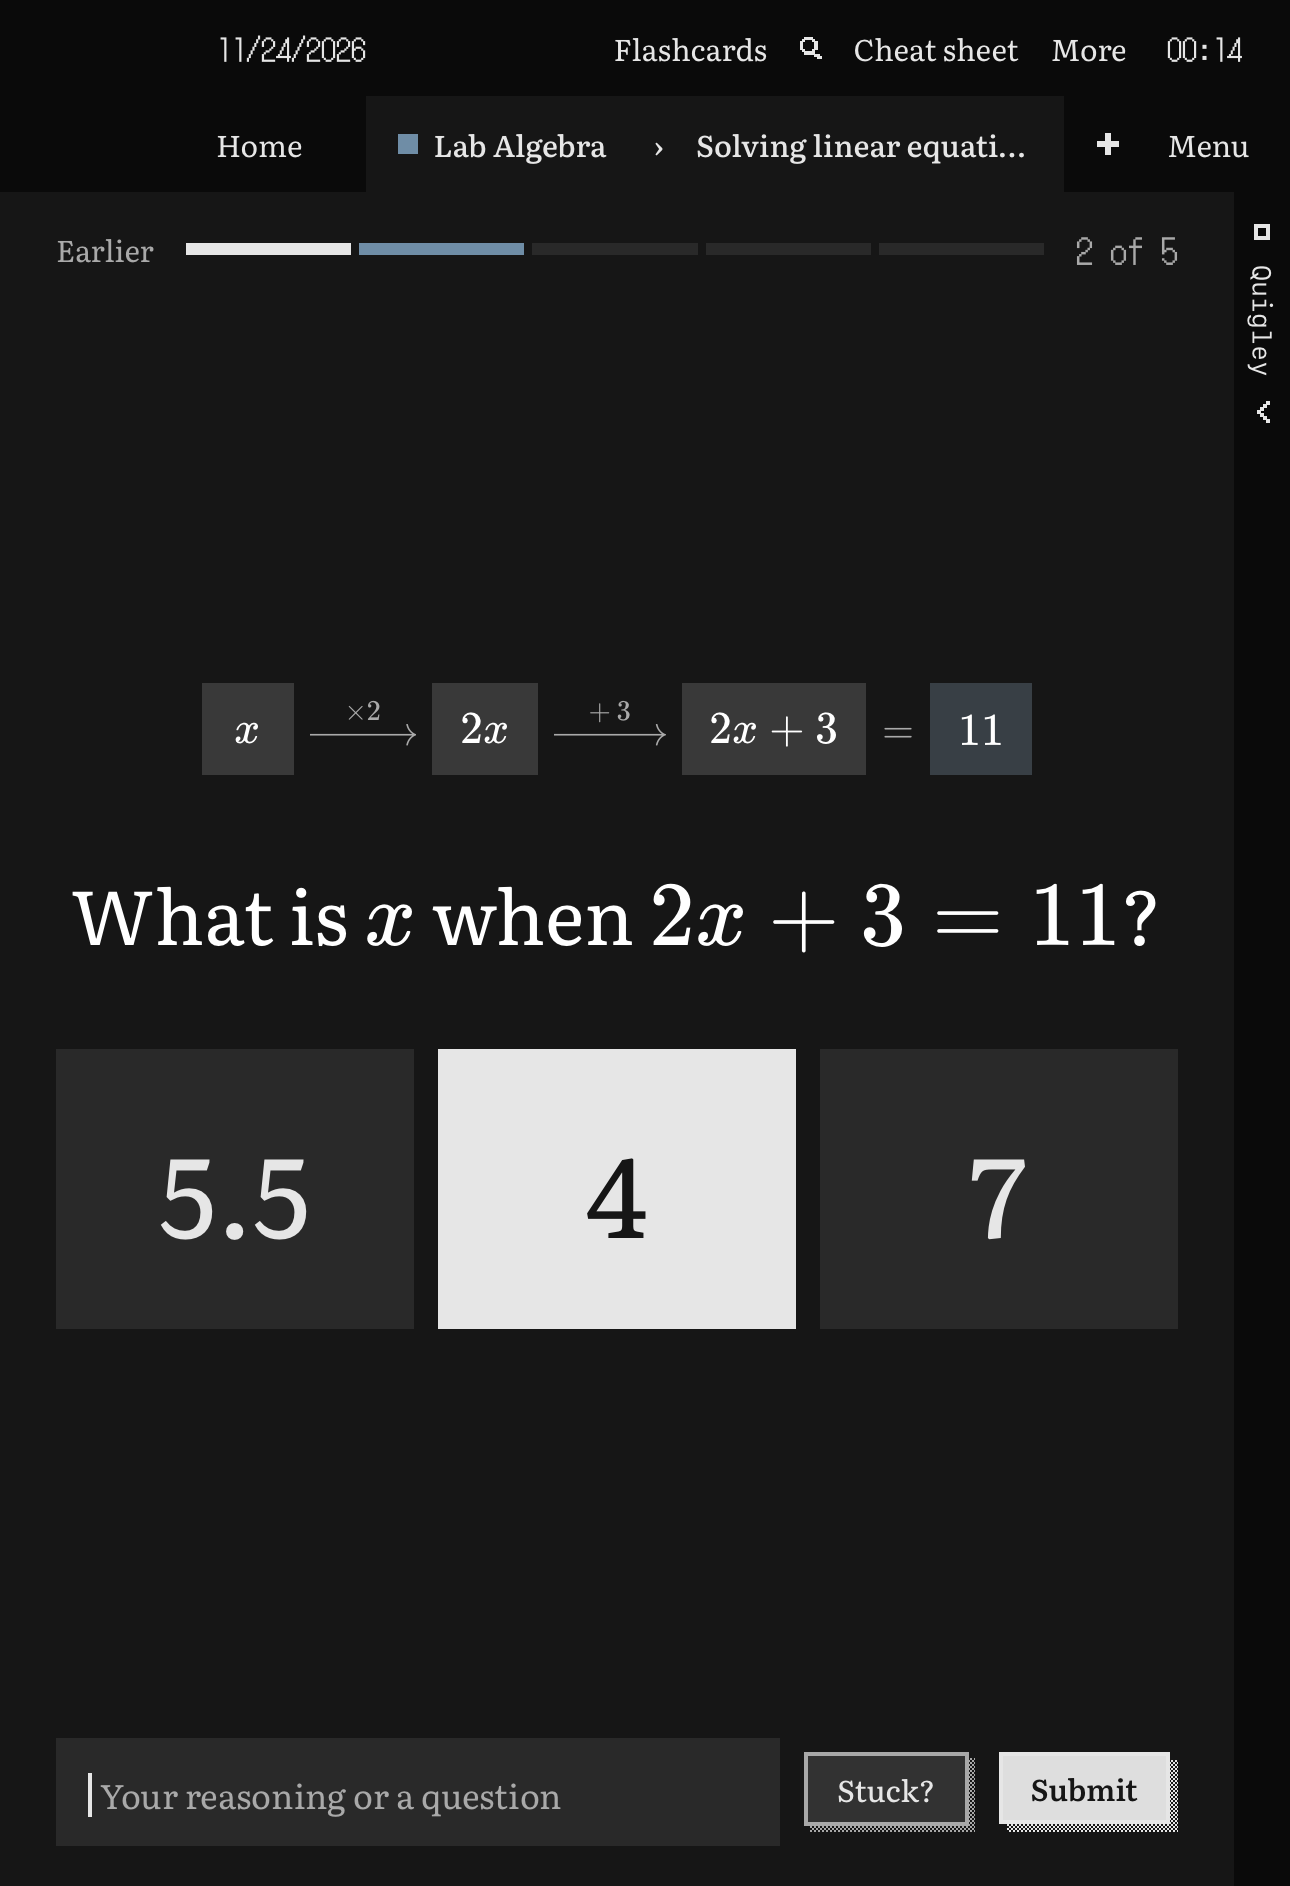 11/24/2026 Flashcards Cheat sheet More 00:14
Home Lab Algebra › Solving linear equati... Menu
Earlier 2 of 5
Quigley
x ×2 2x +3 2x + 3 = 11
What is x when 2x + 3 = 11?
5.5 4 7
Your reasoning or a question Stuck? Submit